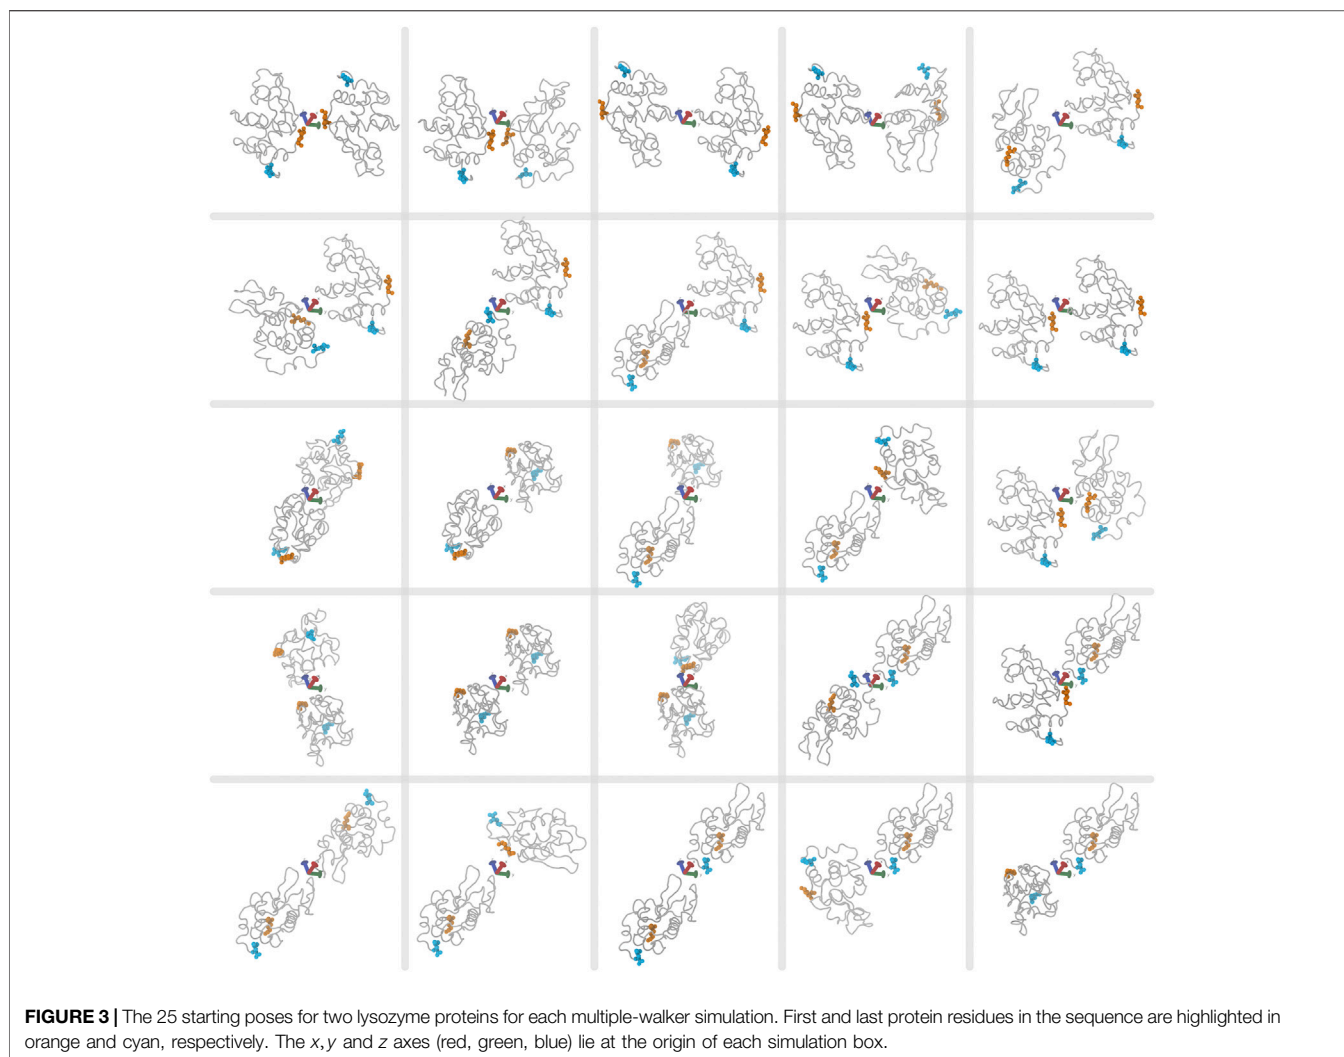 FIGURE 3 | The 25 starting poses for two lysozyme proteins for each multiple-walker simulation. First and last protein residues in the sequence are highlighted in
orange and cyan, respectively. The x, y and z axes (red, green, blue) lie at the origin of each simulation box.